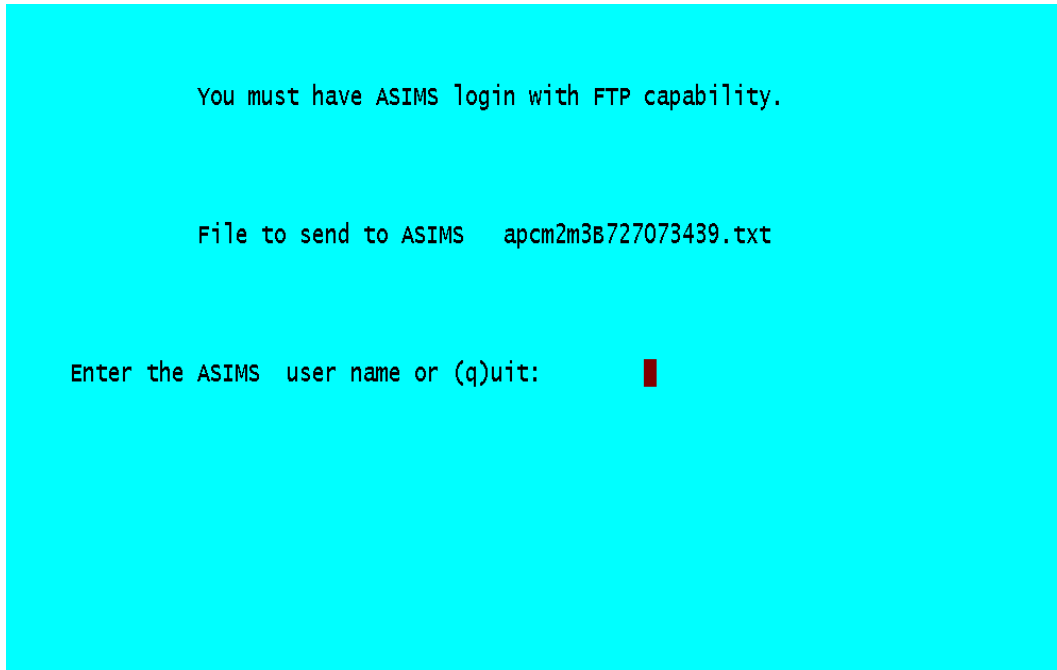 You must have ASIMS login with FTP capability.
File to send to ASIMS apcm2m3B727073439.txt
Enter the ASIMS user name or (q)uit: